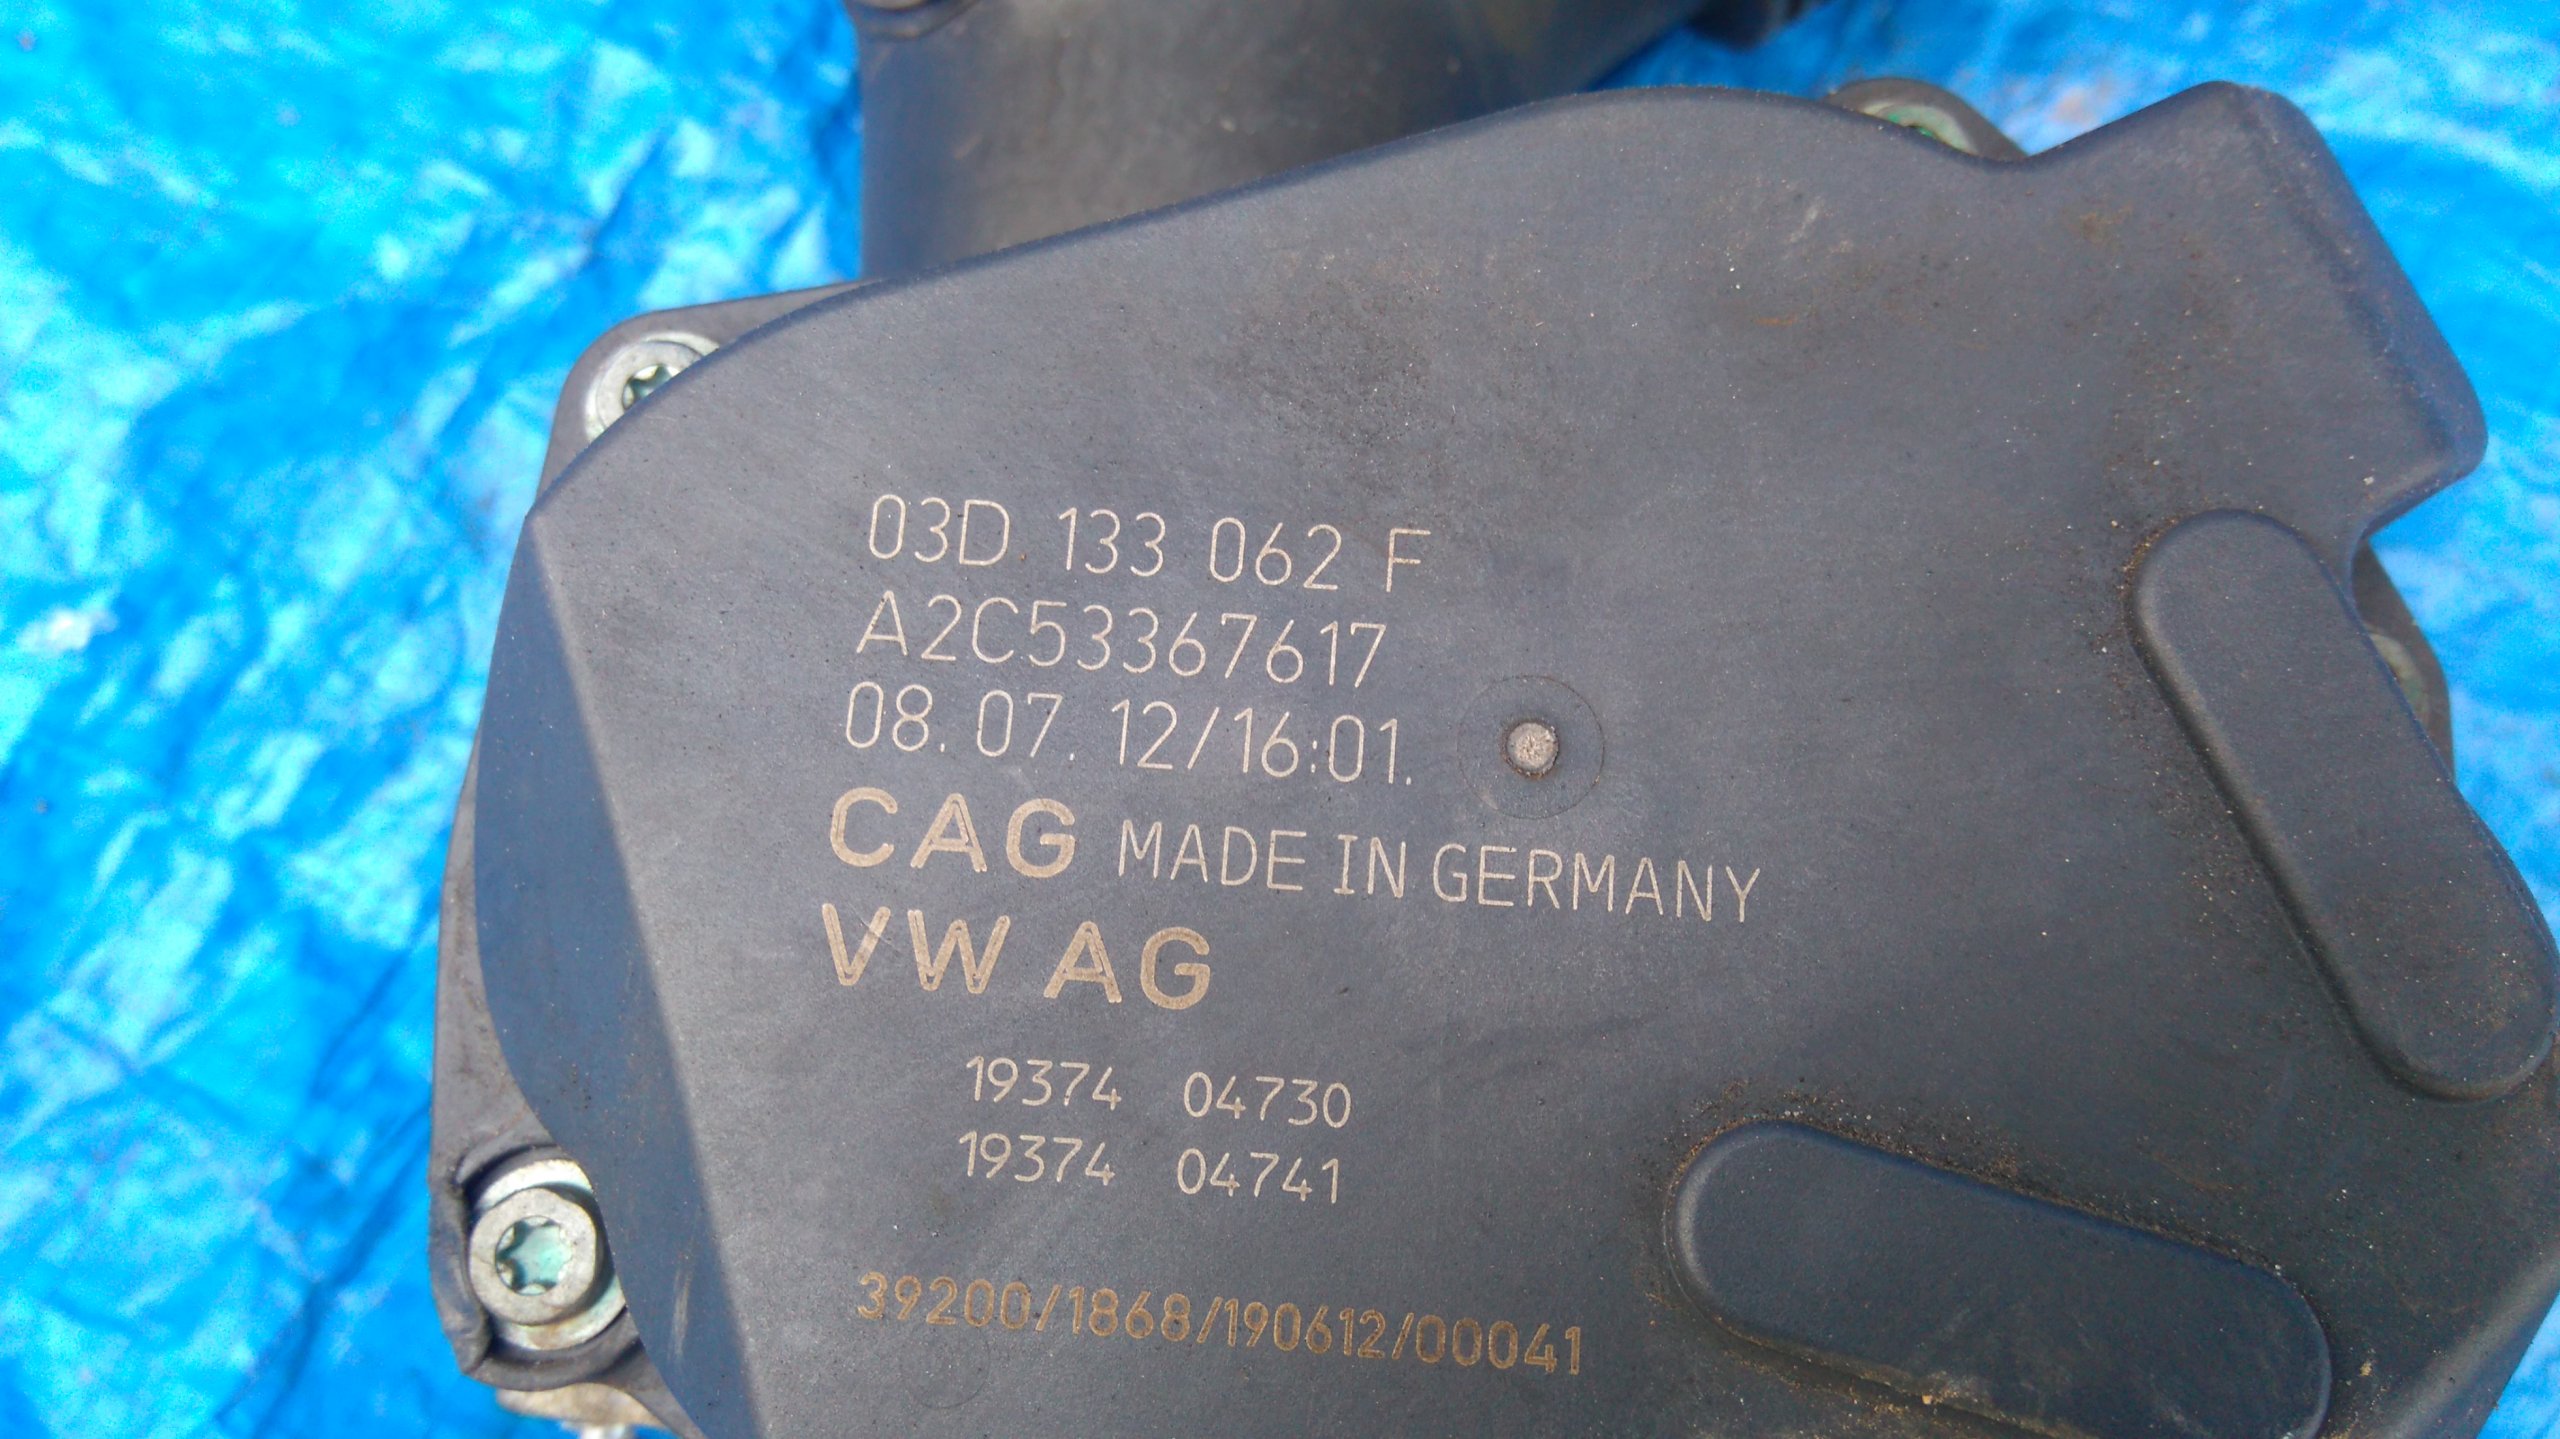 03D 133 062 F
A2C53367617
08.07.12/16:01.
CAG MADE IN GERMANY
VW AG
19374 04730
19374 04741
39200/1868/190612/00041